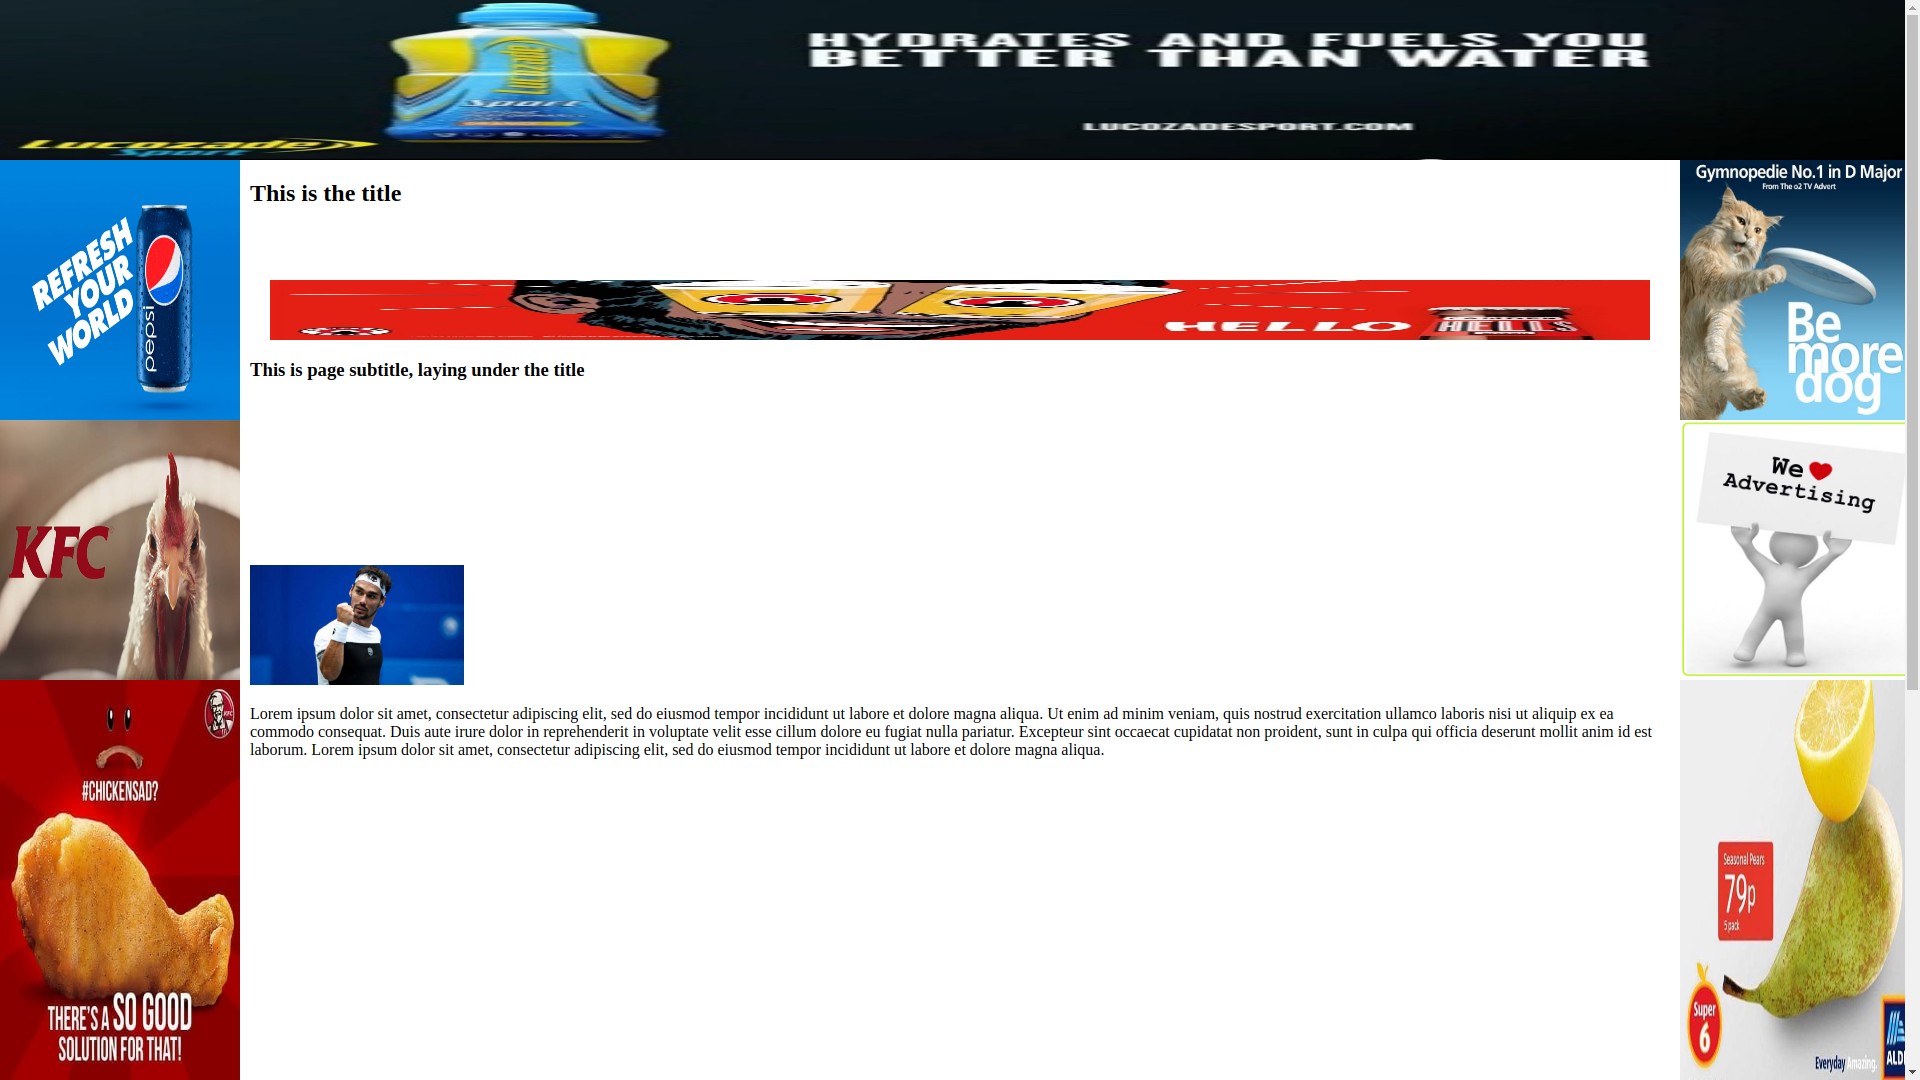 HYDRATES AND FUELS YOU
BETTER THAN WATER
Lucozade
Sport
LUCOZADESPORT.COM
Lucozade
Sport
REFRESH
YOUR
WORLD
pepsi
This is the title
HELLO
HELL'S
This is page subtitle, laying under the title
Gymnopedie No.1 in D Major
From The o2 TV Advert
Be
more
dog
KFC
We
Advertising
Lorem ipsum dolor sit amet, consectetur adipiscing elit, sed do eiusmod tempor incididunt ut labore et dolore magna aliqua. Ut enim ad minim veniam, quis nostrud exercitation ullamco laboris nisi ut aliquip ex ea
commodo consequat. Duis aute irure dolor in reprehenderit in voluptate velit esse cillum dolore eu fugiat nulla pariatur. Excepteur sint occaecat cupidatat non proident, sunt in culpa qui officia deserunt mollit anim id est
laborum. Lorem ipsum dolor sit amet, consectetur adipiscing elit, sed do eiusmod tempor incididunt ut labore et dolore magna aliqua.
KFC
#CHICKENSAD?
THERE'S A SO GOOD
SOLUTION FOR THAT!
Seasonal Pears
79p
5 pack
Super
6
Everyday Amazing.
ALD